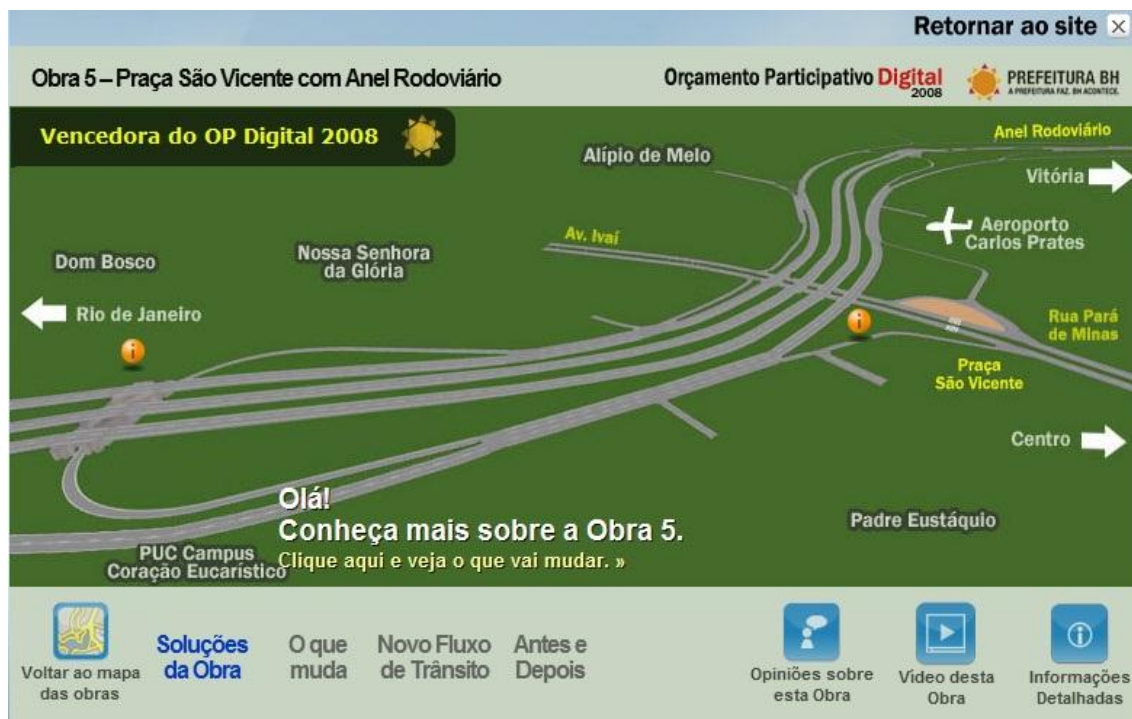 Retornar ao site
Obra 5 – Praça São Vicente com Anel Rodoviário
Orçamento Participativo Digital
2008
PREFEITURA BH
A PREFEITURA FAZ. BH ACONTECE.
Vencedora do OP Digital 2008
Anel Rodoviário
Alípio de Melo
Vitória
Aeroporto
Carlos Prates
Av. Ivaí
Nossa Senhora
da Glória
Dom Bosco
Rio de Janeiro
Rua Pará
de Minas
Praça
São Vicente
Centro
Olá!
Conheça mais sobre a Obra 5.
Clique aqui e veja o que vai mudar. »
Padre Eustáquio
PUC Campus
Coração Eucarístico
Voltar ao mapa
das obras
Soluções
da Obra
O que
muda
Novo Fluxo
de Trânsito
Antes e
Depois
Opiniões sobre
esta Obra
Vídeo desta
Obra
Informações
Detalhadas